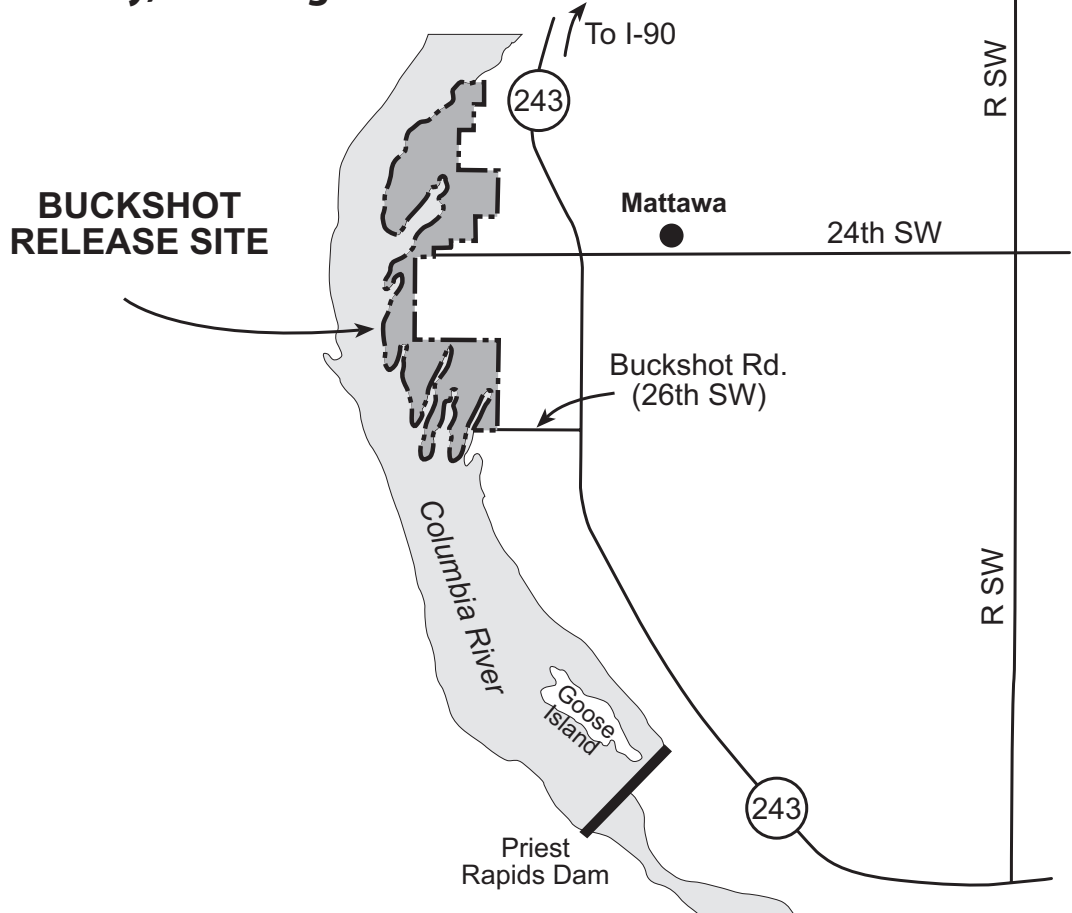 To I-90
R SW
243
BUCKSHOT
RELEASE SITE
Mattawa
24th SW
Buckshot Rd.
(26th SW)
Columbia River
R SW
Goose
Island
243
Priest
Rapids Dam